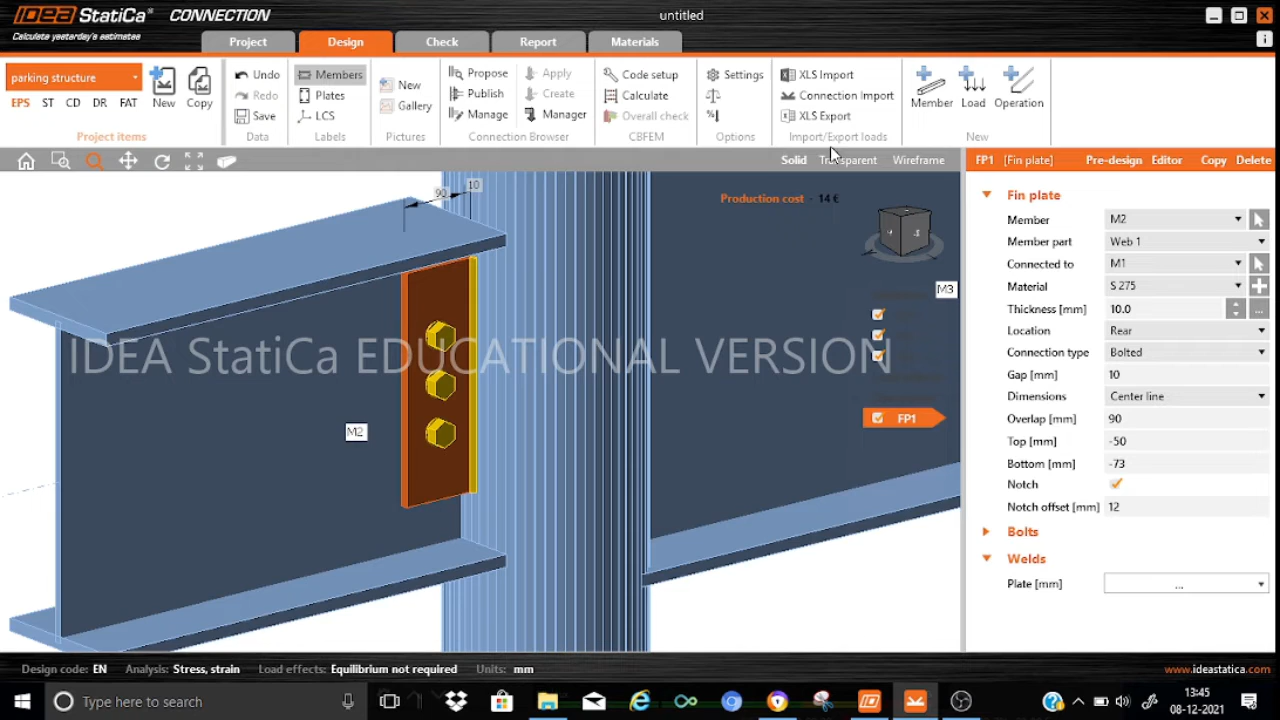 IDEA StatiCa® CONNECTION
untitled
Calculate yesterday's estimates
Project Design Check Report Materials
parking structure
EPS ST CD DR FAT
New Copy
Project items
Undo
Redo
Save
Data
Members
Plates
LCS
Labels
New
Gallery
Pictures
Propose
Publish
Manage
Apply
Create
Manager
Connection Browser
Code setup
Calculate
Overall check
CBFEM
Settings
Options
XLS Import
Connection Import
XLS Export
Import/Export loads
Member Load Operation
New
Solid Transparent Wireframe
FP1 [Fin plate] Pre-design Editor Copy Delete
90 10
Production cost - 14 €
M3
M2
FP1
IDEA StatiCa EDUCATIONAL VERSION
Fin plate
Member M2
Member part Web 1
Connected to M1
Material S 275
Thickness [mm] 10.0
Location Rear
Connection type Bolted
Gap [mm] 10
Dimensions Center line
Overlap [mm] 90
Top [mm] -50
Bottom [mm] -73
Notch
Notch offset [mm] 12
Bolts
Welds
Plate [mm] ...
Design code: EN Analysis: Stress, strain Load effects: Equilibrium not required Units: mm
www.ideastatica.com
Type here to search
13:45
08-12-2021